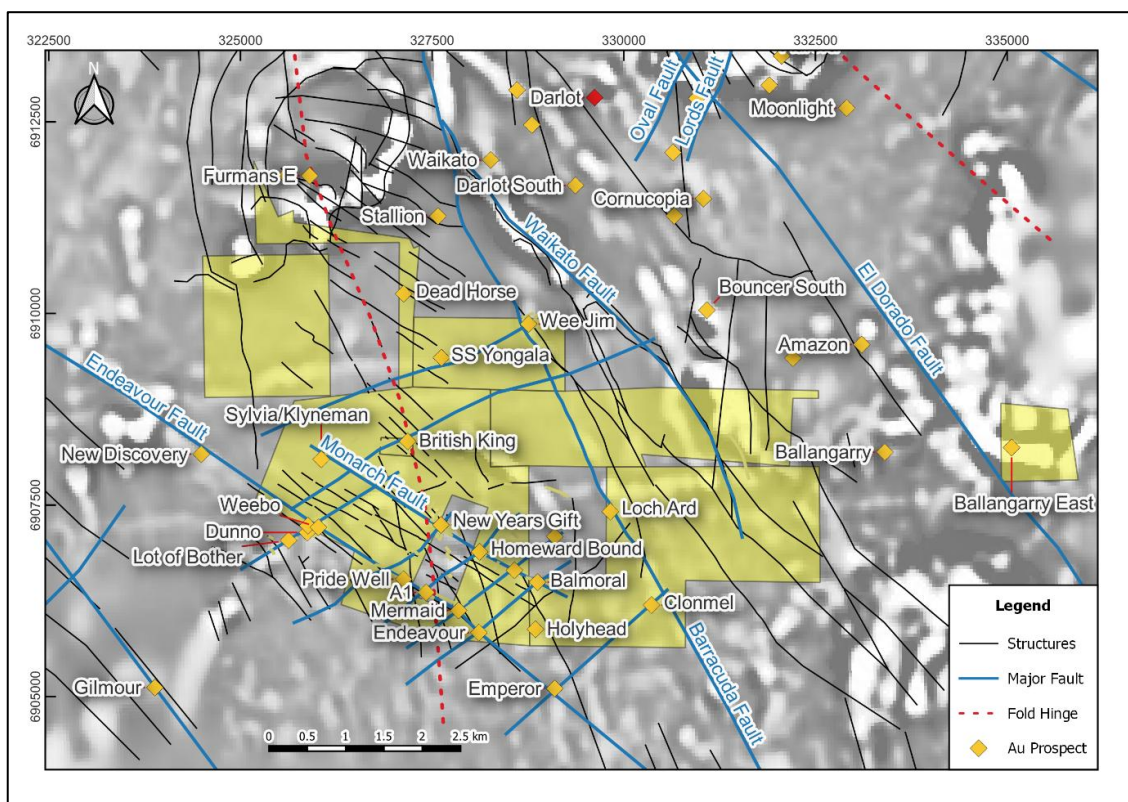 322500
325000
327500
330000
332500
335000
N
6912500
6910000
6907500
6905000
Darlot
Oval Fault
Lords Fault
Moonlight
Waikato
Furmans E
Darlot South
Cornucopia
Stallion
Waikato Fault
El Dorado Fault
Dead Horse
Bouncer South
Wee Jim
SS Yongala
Amazon
Endeavour Fault
Sylvia/Klyneman
British King
New Discovery
Monarch Fault
Ballangarry
Ballangarry East
Weebo
New Years Gift
Loch Ard
Dunno
Lot of Bother
Homeward Bound
Pride Well
Balmoral
A1
Mermaid
Clonmel
Endeavour
Holyhead
Barracuda Fault
Gilmour
Emperor
0 0.5 1 1.5 2 2.5 km
Legend
Structures
Major Fault
Fold Hinge
Au Prospect